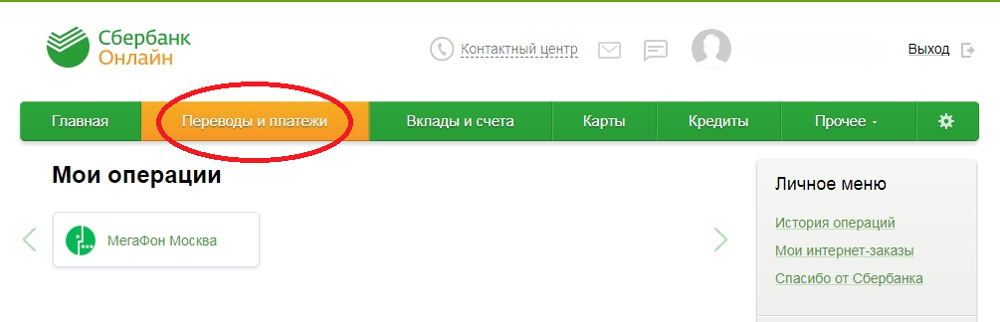 Сбербанк
Онлайн
Контактный центр
Выход
Главная
Переводы и платежи
Вклады и счета
Карты
Кредиты
Прочее
Мои операции
МегаФон Москва
Личное меню
История операций
Мои интернет-заказы
Спасибо от Сбербанка